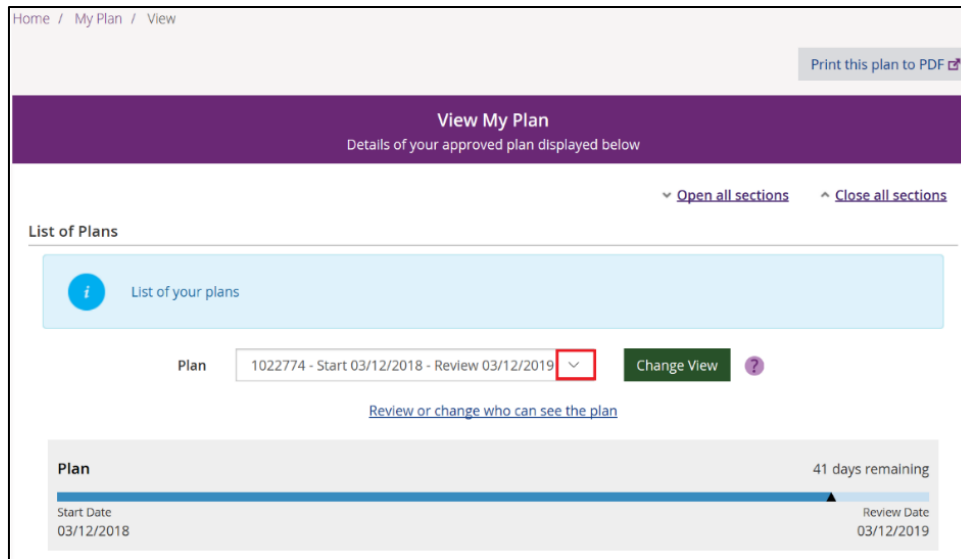 Home / My Plan / View
Print this plan to PDF
View My Plan
Details of your approved plan displayed below
Open all sections
Close all sections
List of Plans
i
List of your plans
Plan
1022774 - Start 03/12/2018 - Review 03/12/2019
Change View
?
Review or change who can see the plan
Plan
41 days remaining
Start Date
Review Date
03/12/2018
03/12/2019